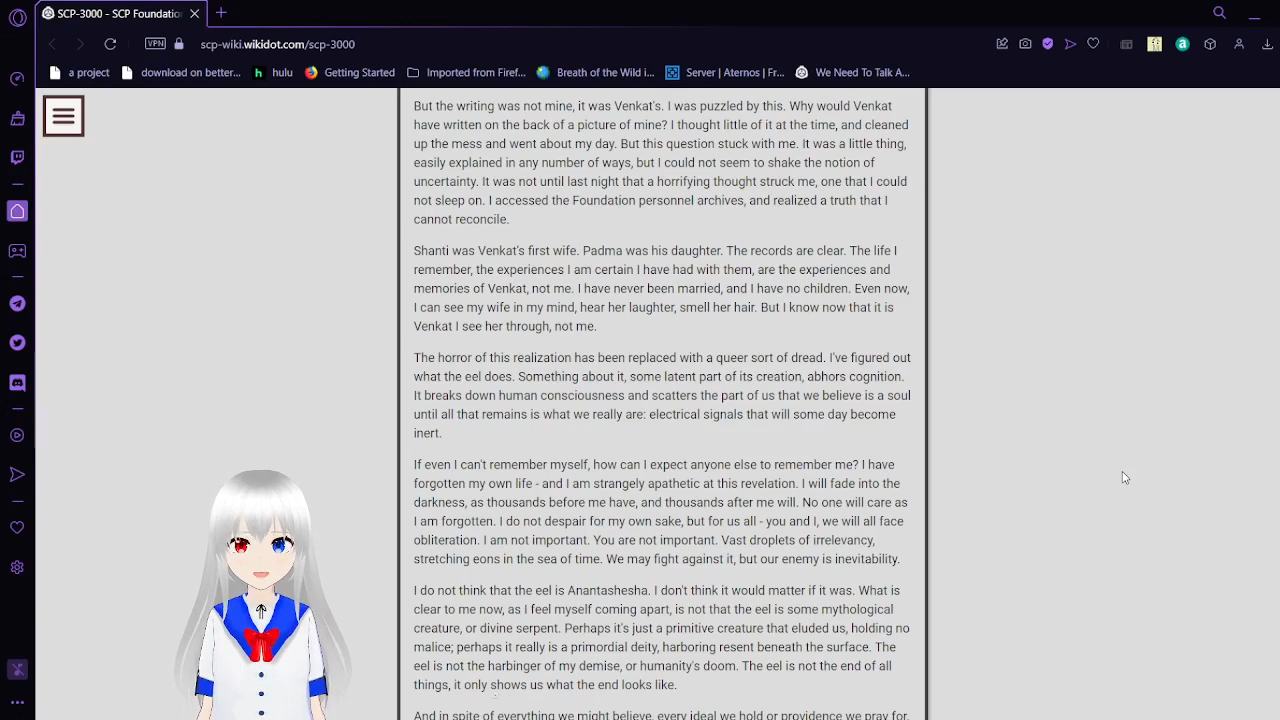 SCP-3000 - SCP Foundation
VPN
scp-wiki.wikidot.com/scp-3000
a project
download on better...
hulu
Getting Started
Imported from Firef...
Breath of the Wild i...
Server | Aternos | Fr...
We Need To Talk A...
But the writing was not mine, it was Venkat's. I was puzzled by this. Why would Venkat
have written on the back of a picture of mine? I thought little of it at the time, and cleaned
up the mess and went about my day. But this question stuck with me. It was a little thing,
easily explained in any number of ways, but I could not seem to shake the notion of
uncertainty. It was not until last night that a horrifying thought struck me, one that I could
not sleep on. I accessed the Foundation personnel archives, and realized a truth that I
cannot reconcile.
Shanti was Venkat's first wife. Padma was his daughter. The records are clear. The life I
remember, the experiences I am certain I have had with them, are the experiences and
memories of Venkat, not me. I have never been married, and I have no children. Even now,
I can see my wife in my mind, hear her laughter, smell her hair. But I know now that it is
Venkat I see her through, not me.
The horror of this realization has been replaced with a queer sort of dread. I've figured out
what the eel does. Something about it, some latent part of its creation, abhors cognition.
It breaks down human consciousness and scatters the part of us that we believe is a soul
until all that remains is what we really are: electrical signals that will some day become
inert.
If even I can't remember myself, how can I expect anyone else to remember me? I have
forgotten my own life - and I am strangely apathetic at this revelation. I will fade into the
darkness, as thousands before me have, and thousands after me will. No one will care as
I am forgotten. I do not despair for my own sake, but for us all - you and I, we will all face
obliteration. I am not important. You are not important. Vast droplets of irrelevancy,
stretching eons in the sea of time. We may fight against it, but our enemy is inevitability.
I do not think that the eel is Anantashesha. I don't think it would matter if it was. What is
clear to me now, as I feel myself coming apart, is not that the eel is some mythological
creature, or divine serpent. Perhaps it's just a primitive creature that eluded us, holding no
malice; perhaps it really is a primordial deity, harboring resent beneath the surface. The
eel is not the harbinger of my demise, or humanity's doom. The eel is not the end of all
things, it only shows us what the end looks like.
And in spite of everything we might believe, every ideal we hold or providence we pray for,